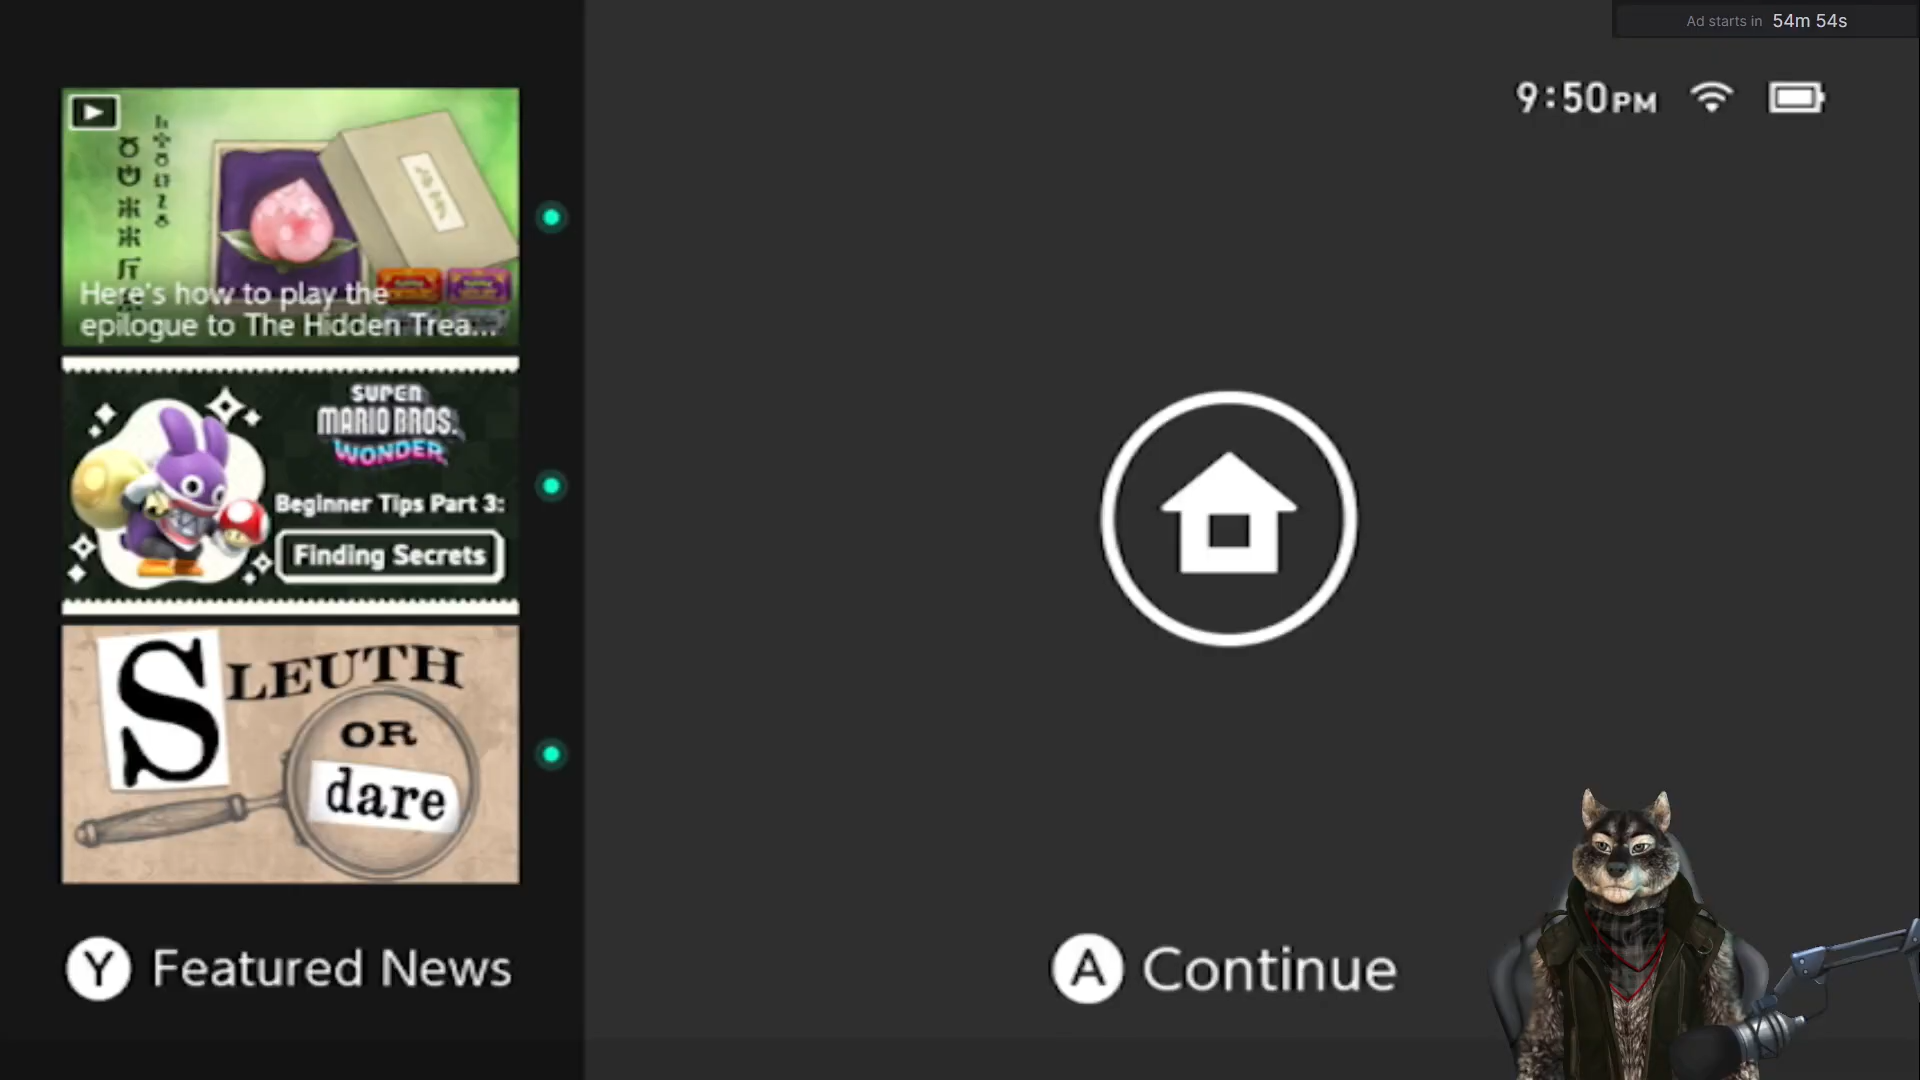 Ad starts in 54m 54s
9:50PM
Here's how to play the
epilogue to The Hidden Trea...
SUPER
MARIO BROS.
WONDER
Beginner Tips Part 3:
Finding Secrets
SLEUTH
OR
dare
Y Featured News
A Continue